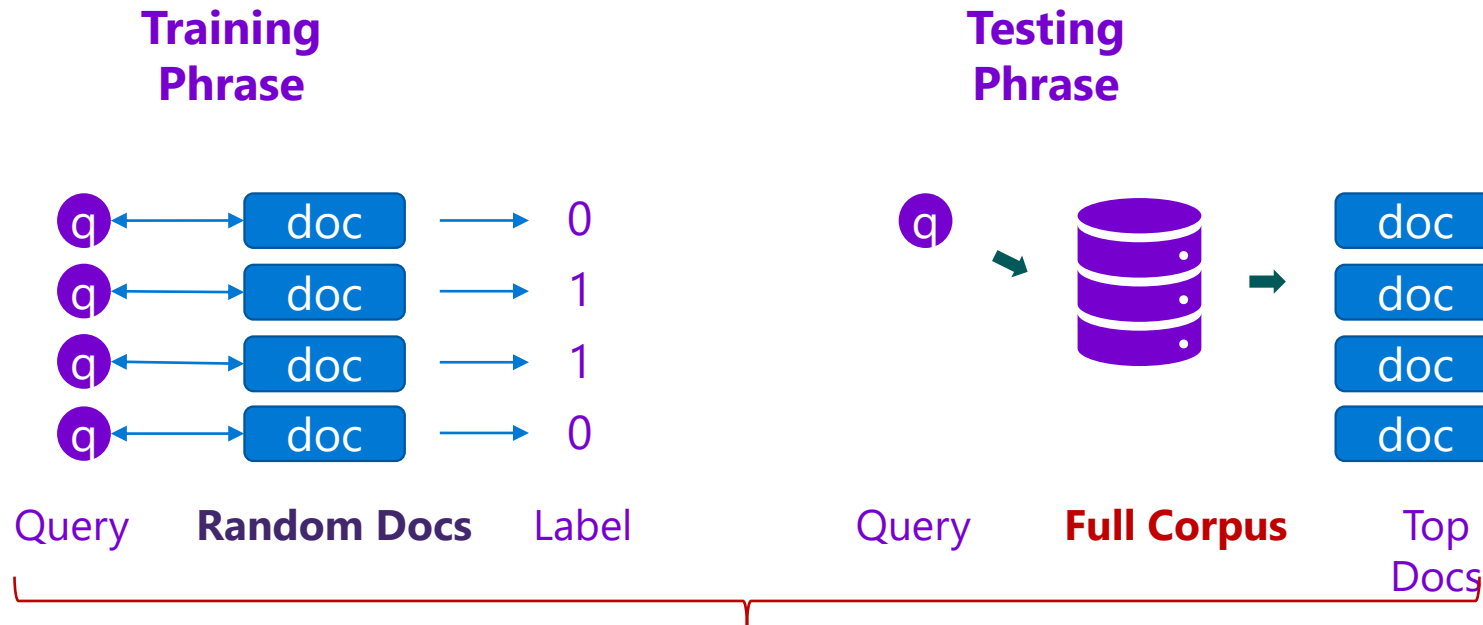 Training
Phrase
q doc 0
q doc 1
q doc 1
q doc 0
Query Random Docs Label
Testing
Phrase
q doc
doc
doc
doc
Query Full Corpus Top
Docs